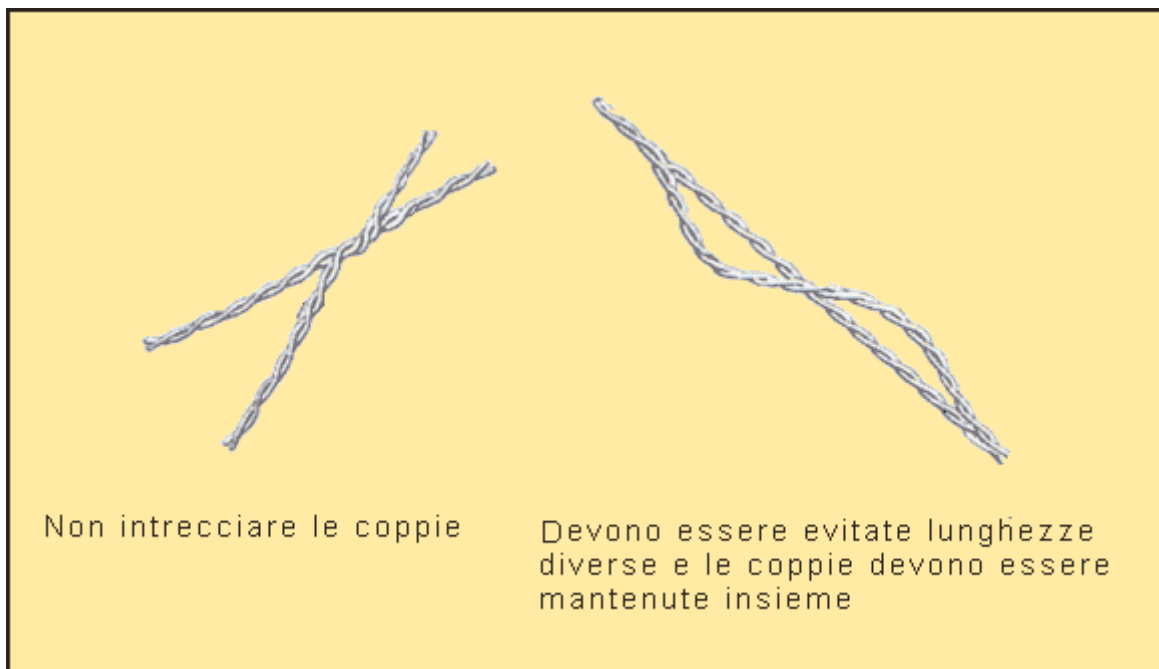 Non intrecciare le coppie
Devono essere evitate lunghezze
diverse e le coppie devono essere
mantenute insieme